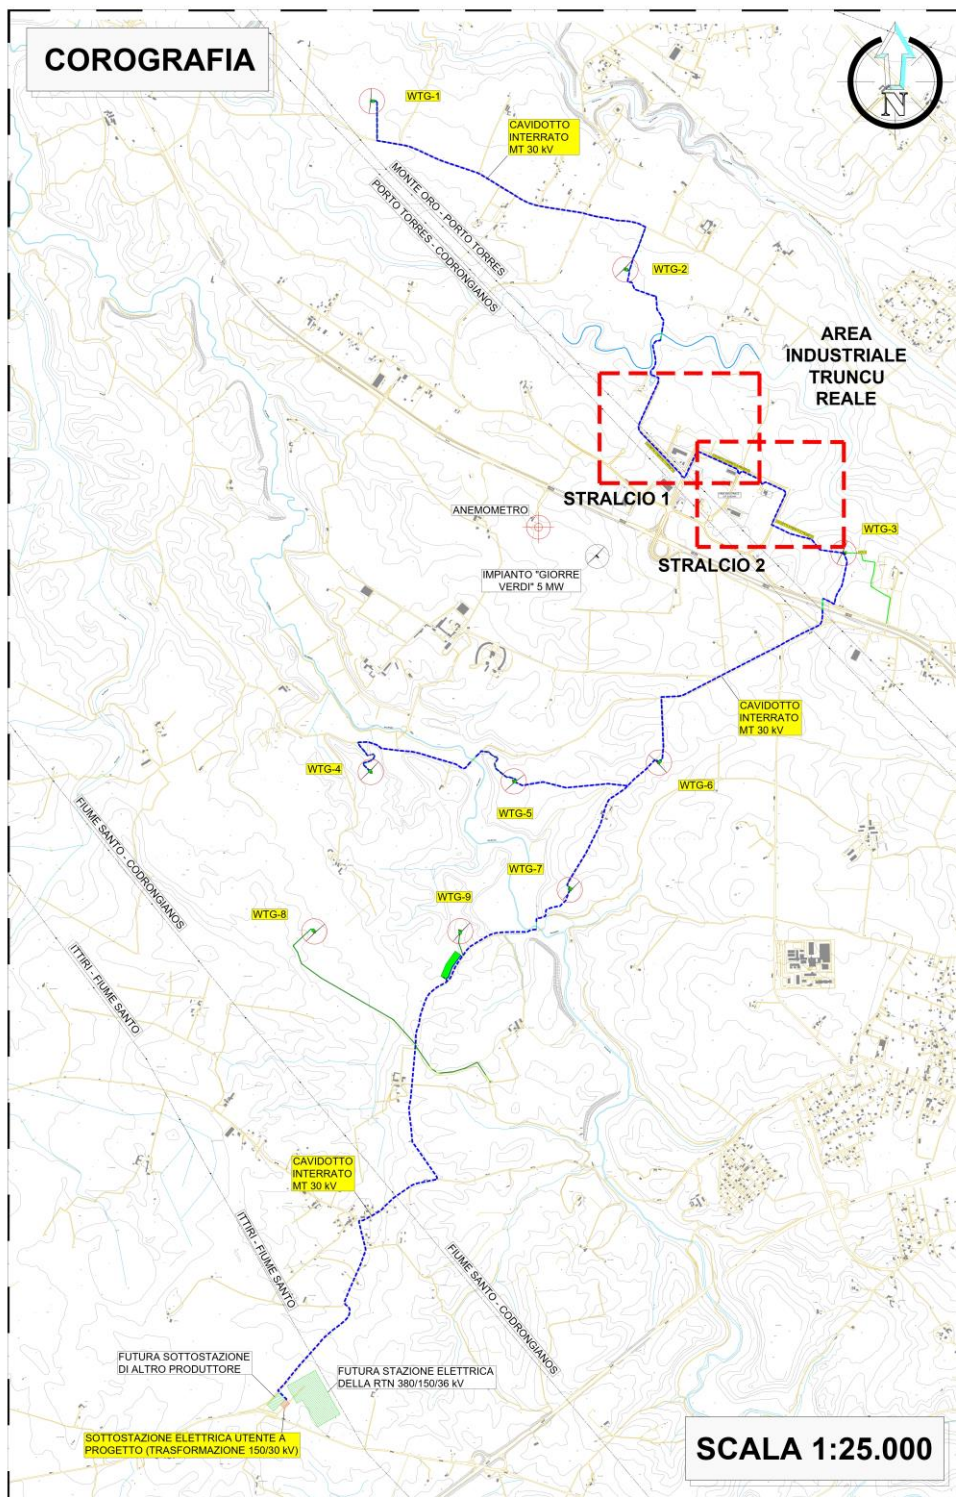 COROGRAFIA
N
WTG-1
CAVIDOTTO
INTERRATO
MT 30 kV
MONTE ORO - PORTO TORRES
PORTO TORRES - CODRONGIANOS
WTG-2
AREA
INDUSTRIALE
TRUNCU
REALE
STRALCIO 1
ANEMOMETRO
WTG-3
STRALCIO 2
IMPIANTO "GIORRE
VERDI" 5 MW
CAVIDOTTO
INTERRATO
MT 30 kV
WTG-4
WTG-6
WTG-5
FIUME SANTO - CODRONGIANOS
WTG-7
WTG-9
WTG-8
ITTIRI - FIUME SANTO
CAVIDOTTO
INTERRATO
MT 30 kV
ITTIRI - FIUME SANTO
FIUME SANTO - CODRONGIANOS
FUTURA SOTTOSTAZIONE
DI ALTRO PRODUTTORE
FUTURA STAZIONE ELETTRICA
DELLA RTN 380/150/36 kV
SOTTOSTAZIONE ELETTRICA UTENTE A
PROGETTO (TRASFORMAZIONE 150/30 kV)
SCALA 1:25.000